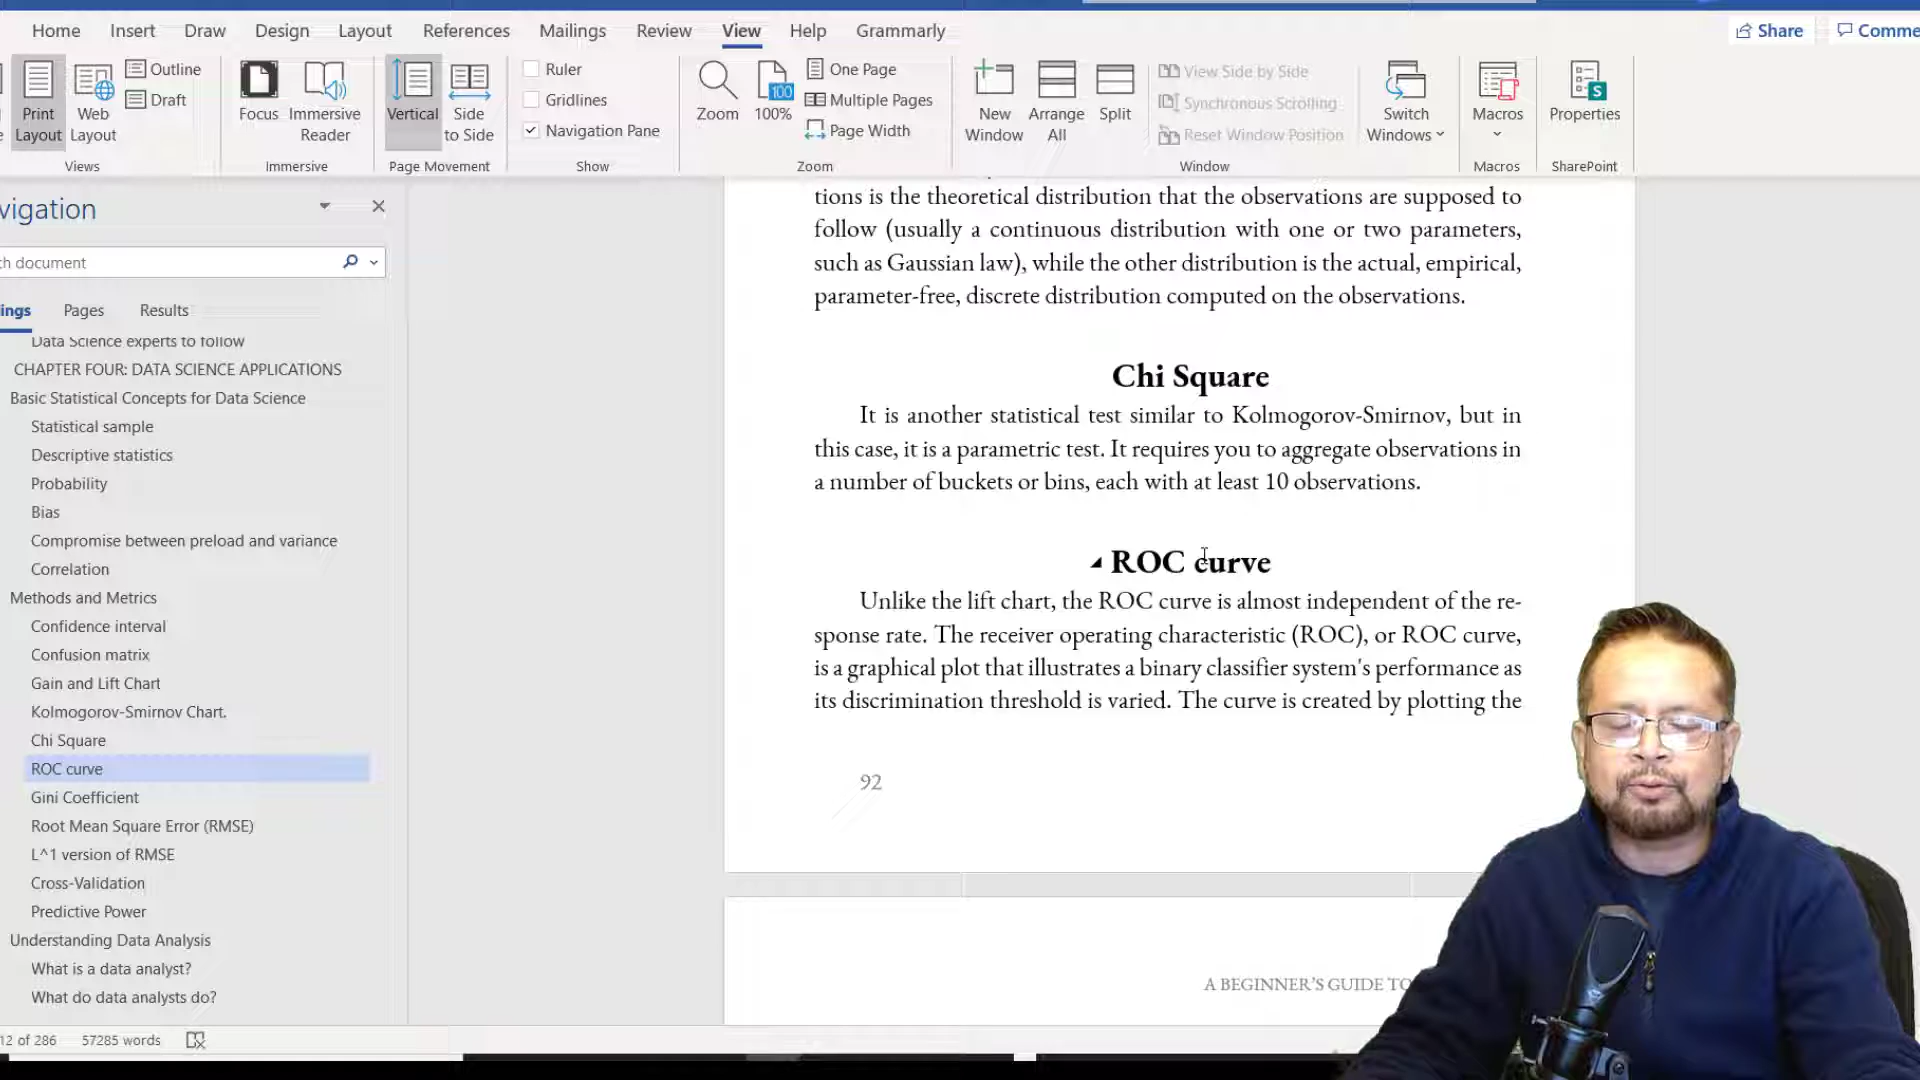 Home Insert Draw Design Layout References Mailings Review View Help Grammarly
Share
Comme
Print Layout
Web Layout
Outline
Draft
Views
Focus
Immersive Reader
Immersive
Vertical
Side to Side
Page Movement
Ruler
Gridlines
Navigation Pane
Show
Zoom
100
100%
One Page
Multiple Pages
Page Width
Zoom
New Window
Arrange All
Split
View Side by Side
Synchronous Scrolling
Reset Window Position
Window
Switch Windows
Macros
Macros
Properties
SharePoint
vigation
ch document
ings Pages Results
Data Science experts to follow
CHAPTER FOUR: DATA SCIENCE APPLICATIONS
Basic Statistical Concepts for Data Science
Statistical sample
Descriptive statistics
Probability
Bias
Compromise between preload and variance
Correlation
Methods and Metrics
Confidence interval
Confusion matrix
Gain and Lift Chart
Kolmogorov-Smirnov Chart.
Chi Square
ROC curve
Gini Coefficient
Root Mean Square Error (RMSE)
L^1 version of RMSE
Cross-Validation
Predictive Power
Understanding Data Analysis
What is a data analyst?
What do data analysts do?
12 of 286 57285 words
tions is the theoretical distribution that the observations are supposed to
follow (usually a continuous distribution with one or two parameters,
such as Gaussian law), while the other distribution is the actual, empirical,
parameter-free, discrete distribution computed on the observations.
Chi Square
It is another statistical test similar to Kolmogorov-Smirnov, but in
this case, it is a parametric test. It requires you to aggregate observations in
a number of buckets or bins, each with at least 10 observations.
ROC curve
Unlike the lift chart, the ROC curve is almost independent of the re-
sponse rate. The receiver operating characteristic (ROC), or ROC curve,
is a graphical plot that illustrates a binary classifier system's performance as
its discrimination threshold is varied. The curve is created by plotting the
92
A BEGINNER'S GUIDE TO